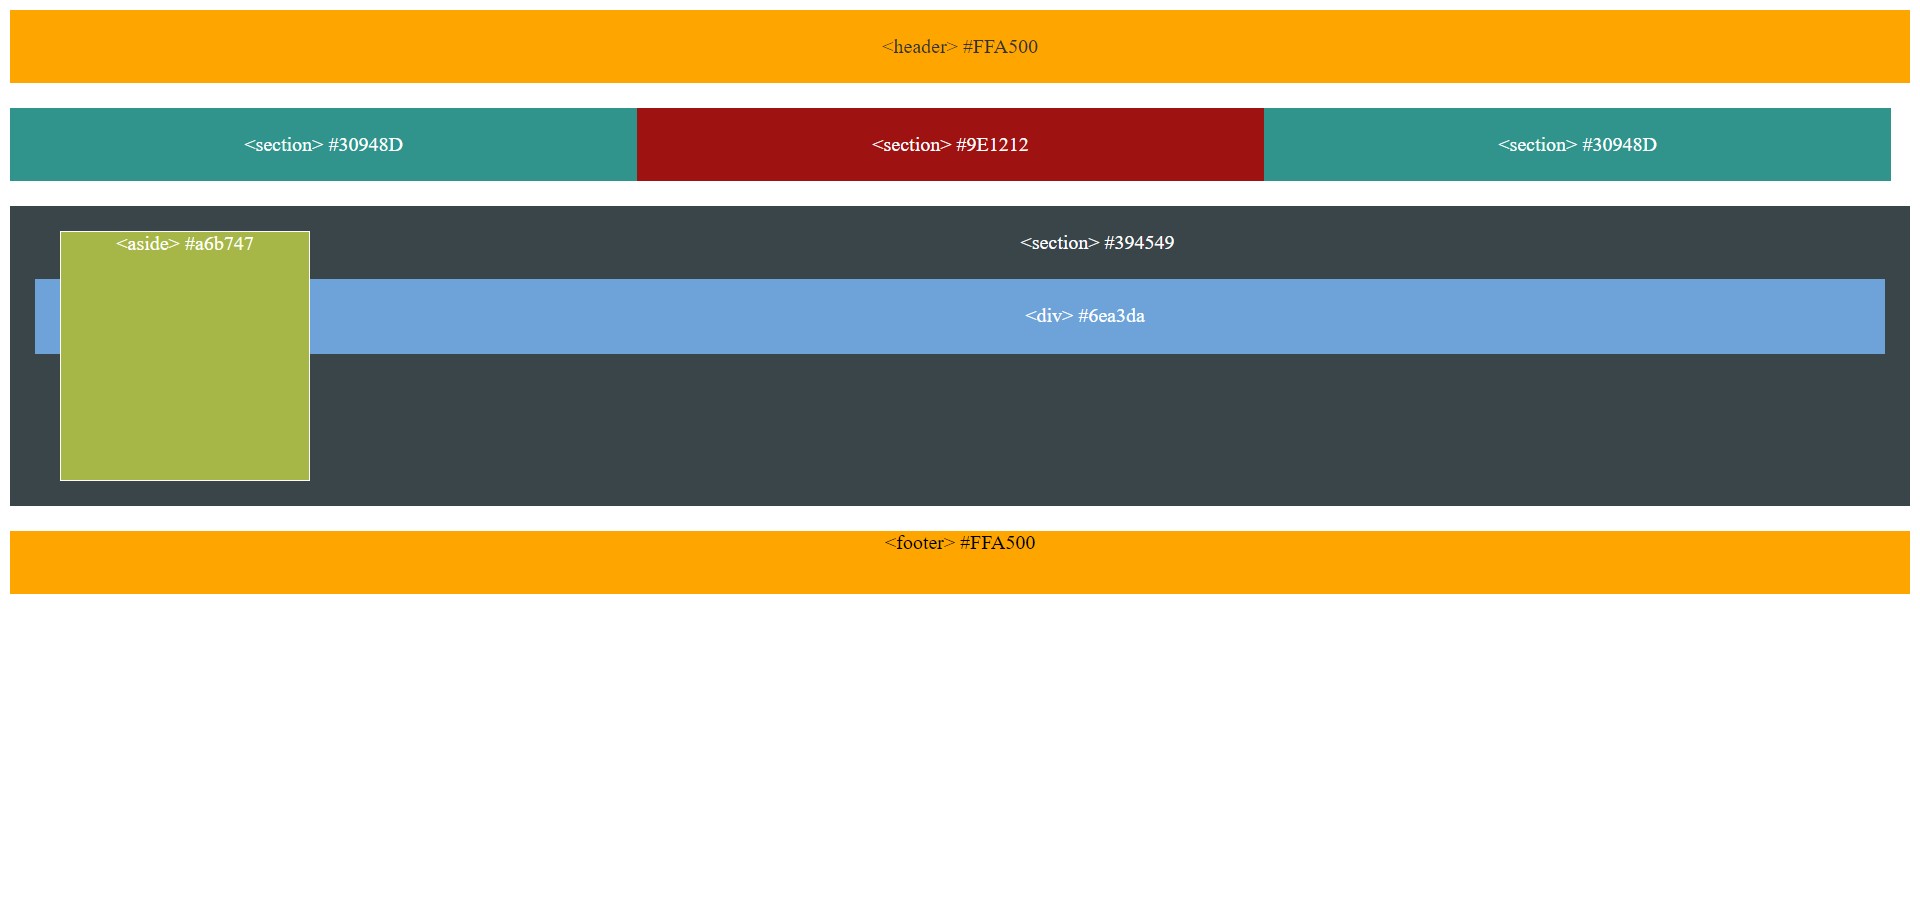 <header> #FFA500
<section> #30948D
<section> #9E1212
<section> #30948D
<aside> #a6b747
<section> #394549
<div> #6ea3da
<footer> #FFA500